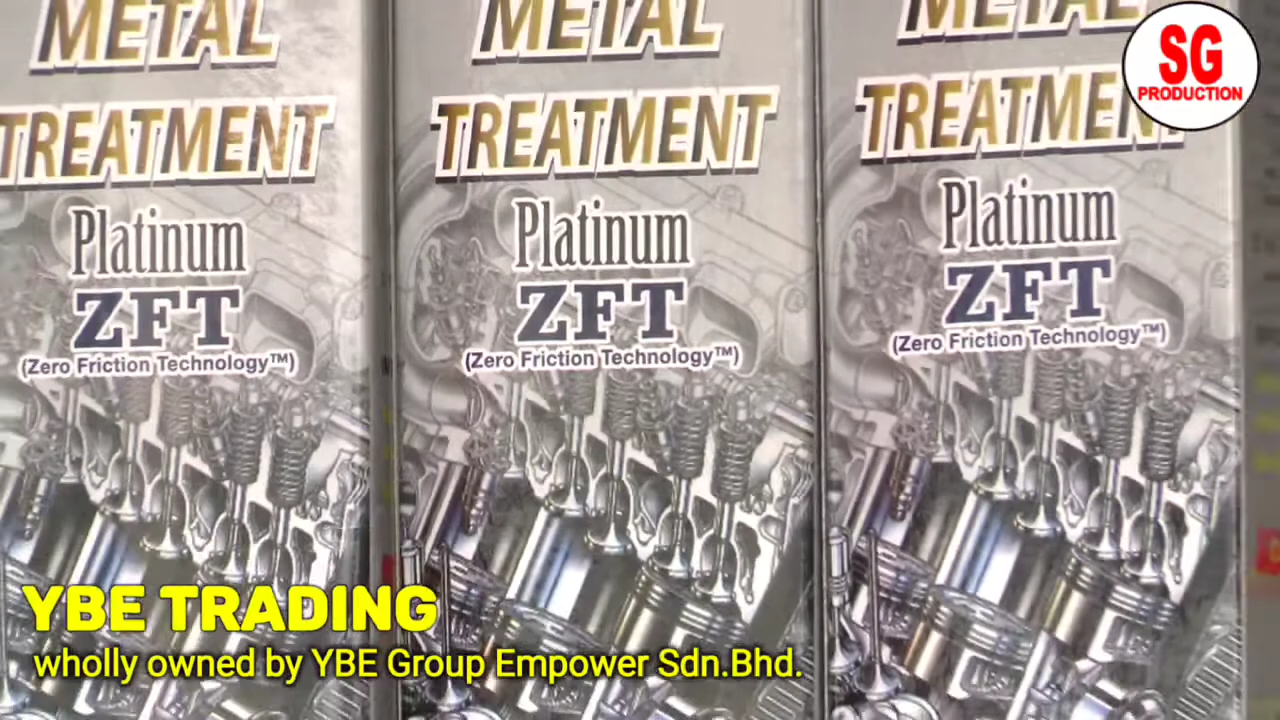 METAL
TREATMENT
Platinum
ZFT
(Zero Friction Technology™)
METAL
TREATMENT
Platinum
ZFT
(Zero Friction Technology™)
METAL
TREATMENT
Platinum
ZFT
(Zero Friction Technology™)
SG
PRODUCTION
YBE TRADING
wholly owned by YBE Group Empower Sdn.Bhd.